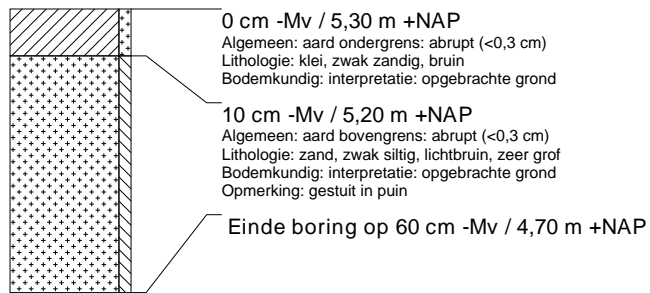 0 cm -Mv / 5,30 m +NAP
Algemeen: aard ondergrens: abrupt (<0,3 cm)
Lithologie: klei, zwak zandig, bruin
Bodemkundig: interpretatie: opgebrachte grond
10 cm -Mv / 5,20 m +NAP
Algemeen: aard bovengrens: abrupt (<0,3 cm)
Lithologie: zand, zwak siltig, lichtbruin, zeer grof
Bodemkundig: interpretatie: opgebrachte grond
Opmerking: gestuit in puin
Einde boring op 60 cm -Mv / 4,70 m +NAP